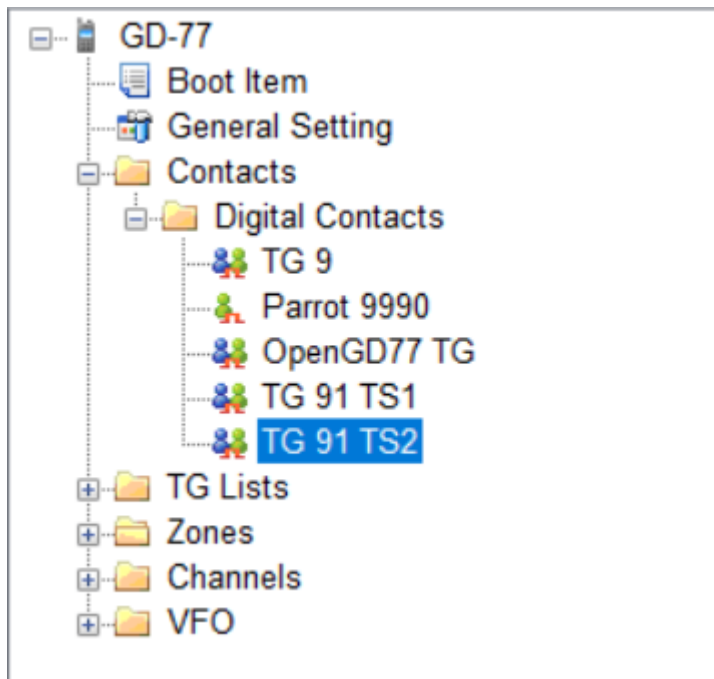 GD-77
Boot Item
General Setting
Contacts
Digital Contacts
TG 9
Parrot 9990
OpenGD77 TG
TG 91 TS1
TG 91 TS2
TG Lists
Zones
Channels
VFO